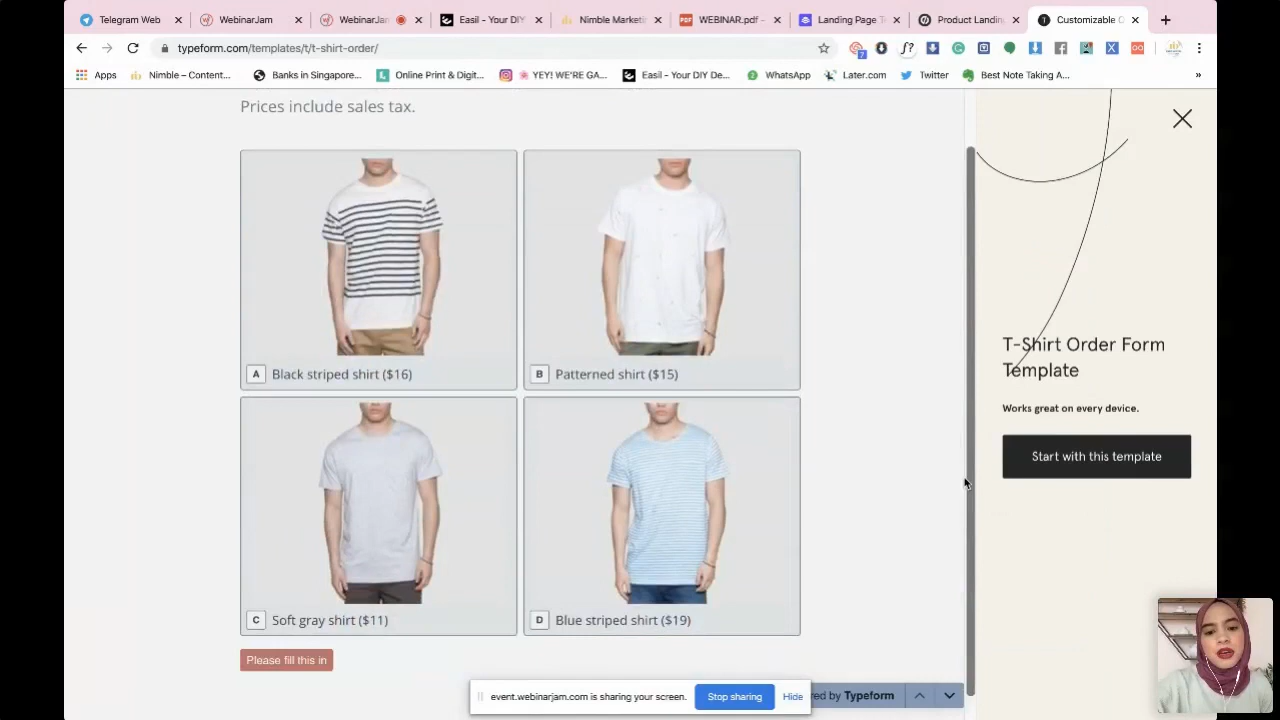 Telegram Web
WebinarJam
WebinarJam
Easil - Your DIY
Nimble Marketi
PDF
WEBINAR.pdf -
Landing Page T
Product Landin
T
Customizable
typeform.com/templates/t/t-shirt-order/
f?
7
X
Apps
Nimble – Content...
Banks in Singapore...
L
Online Print & Digit...
YEY! WE'RE GA...
Easil - Your DIY De...
2
WhatsApp
Later.com
Twitter
Best Note Taking A...
»
Prices include sales tax.
A Black striped shirt ($16)
B Patterned shirt ($15)
C Soft gray shirt ($11)
D Blue striped shirt ($19)
Please fill this in
T-Shirt Order Form
Template
Works great on every device.
Start with this template
event.webinarjam.com is sharing your screen.
Stop sharing
Hide
red by Typeform